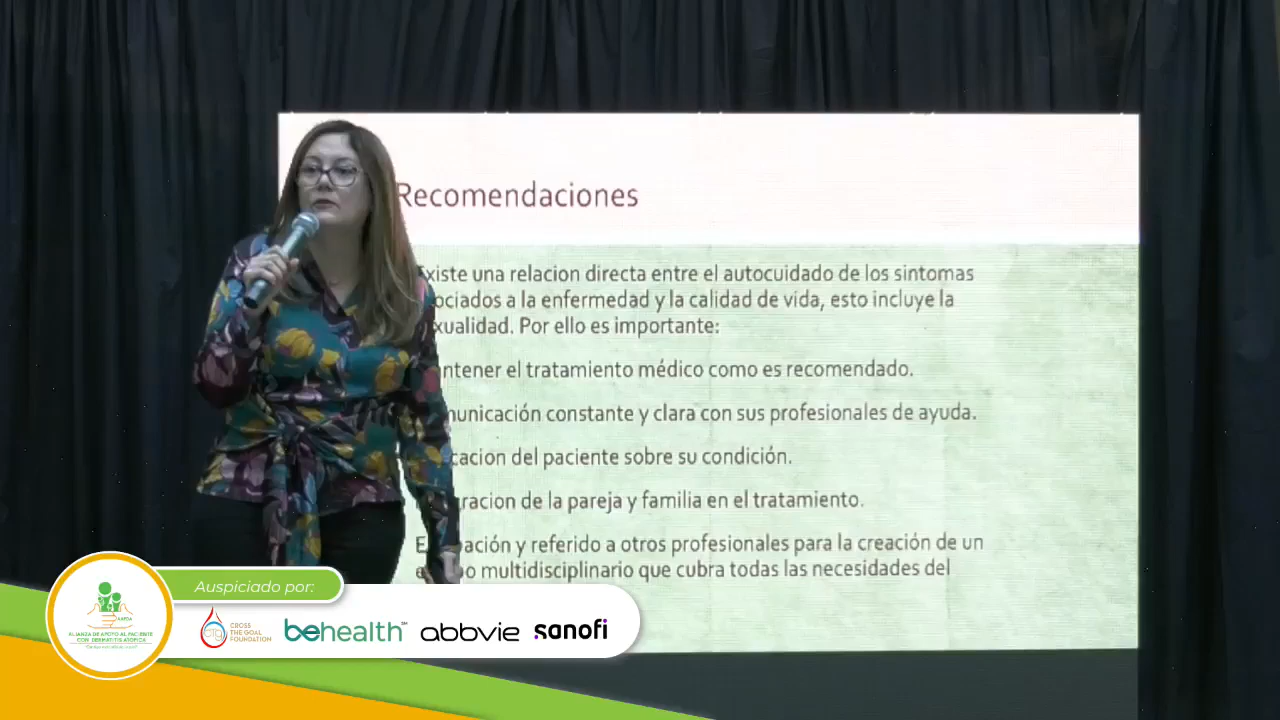 Recomendaciones
Existe una relacion directa entre el autocuidado de los sintomas
ociados a la enfermedad y la calidad de vida, esto incluye la
xualidad. Por ello es importante:
ntener el tratamiento médico como es recomendado.
municación constante y clara con sus profesionales de ayuda.
cacion del paciente sobre su condición.
racion de la pareja y familia en el tratamiento.
ación y referido a otros profesionales para la creación de un
po multidisciplinario que cubra todas las necesidades del
Auspiciado por:
AAPDA
ALIANZA DE APOYO AL PACIENTE
CON DERMATITIS ATÓPICA
CROSS
THE GOAL
FOUNDATION
behealth
abbvie
sanofi